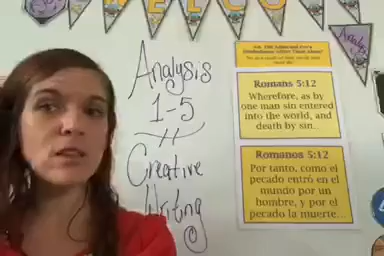 WELCO
Analysis
1-5
Creative
Writing
Romans 5:12
Wherefore, as by
one man sin entered
into the world, and
death by sin...
Romanos 5:12
Por tanto, como el
pecado entró en el
mundo por un
hombre, y por el
pecado la muerte...